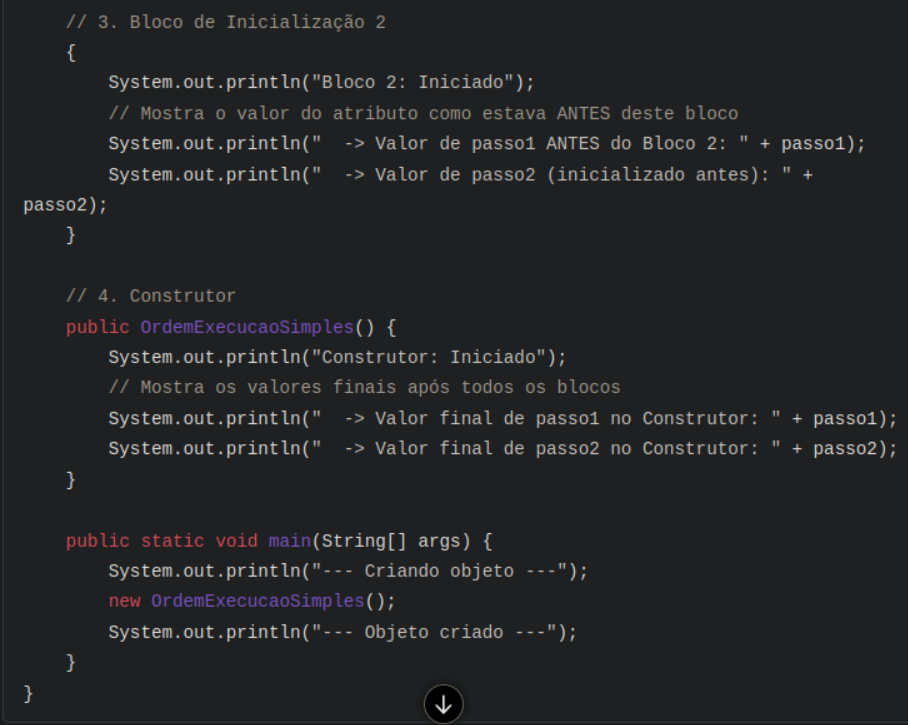 // 3. Bloco de Inicialização 2
{
System.out.println("Bloco 2: Iniciado");
// Mostra o valor do atributo como estava ANTES deste bloco
System.out.println("  -> Valor de passo1 ANTES do Bloco 2: " + passo1);
System.out.println("  -> Valor de passo2 (inicializado antes): " +
passo2);
}
// 4. Construtor
public OrdemExecucaoSimples() {
System.out.println("Construtor: Iniciado");
// Mostra os valores finais após todos os blocos
System.out.println("  -> Valor final de passo1 no Construtor: " + passo1);
System.out.println("  -> Valor final de passo2 no Construtor: " + passo2);
}
public static void main(String[] args) {
System.out.println("--- Criando objeto ---");
new OrdemExecucaoSimples();
System.out.println("--- Objeto criado ---");
}
}